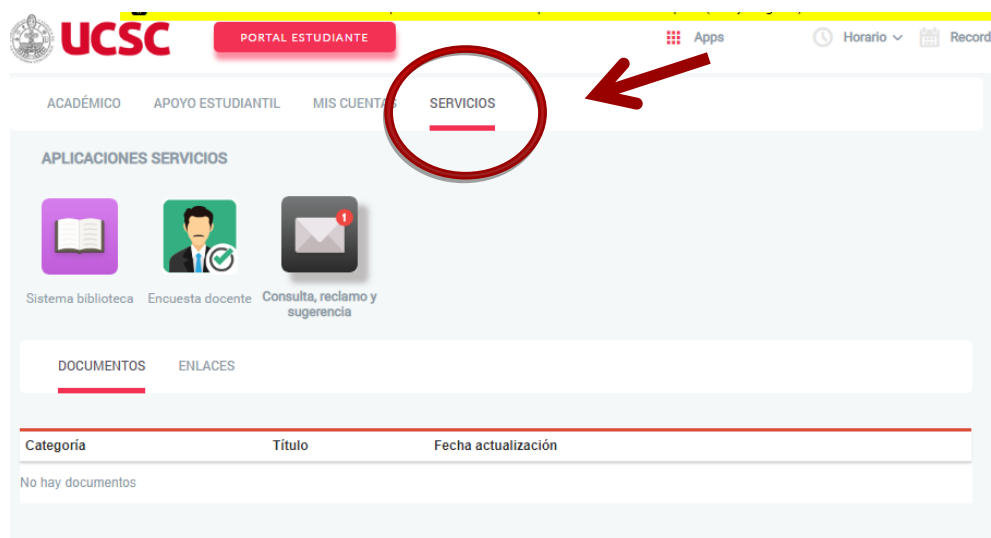 UCSC
PORTAL ESTUDIANTE
Apps
Horario
Record
ACADÉMICO APOYO ESTUDIANTIL MIS CUENTAS SERVICIOS
APLICACIONES SERVICIOS
1
Sistema biblioteca Encuesta docente Consulta, reclamo y
sugerencia
DOCUMENTOS ENLACES
Categoría Título Fecha actualización
No hay documentos